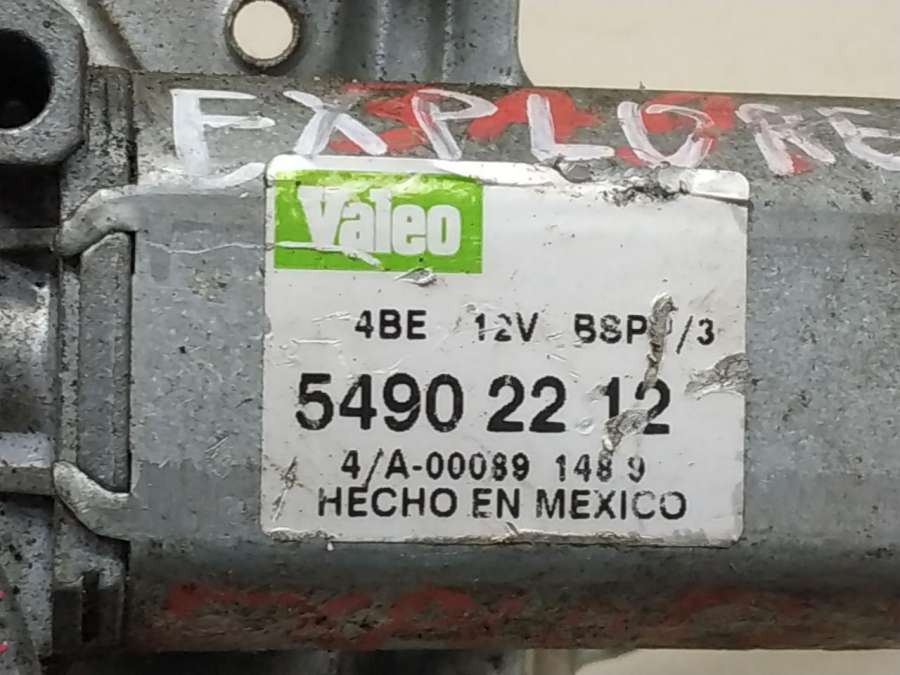 EXPLORE
Valeo
4BE 12V
5490 22 12
4/A-00089 148 9
HECHO EN MEXICO